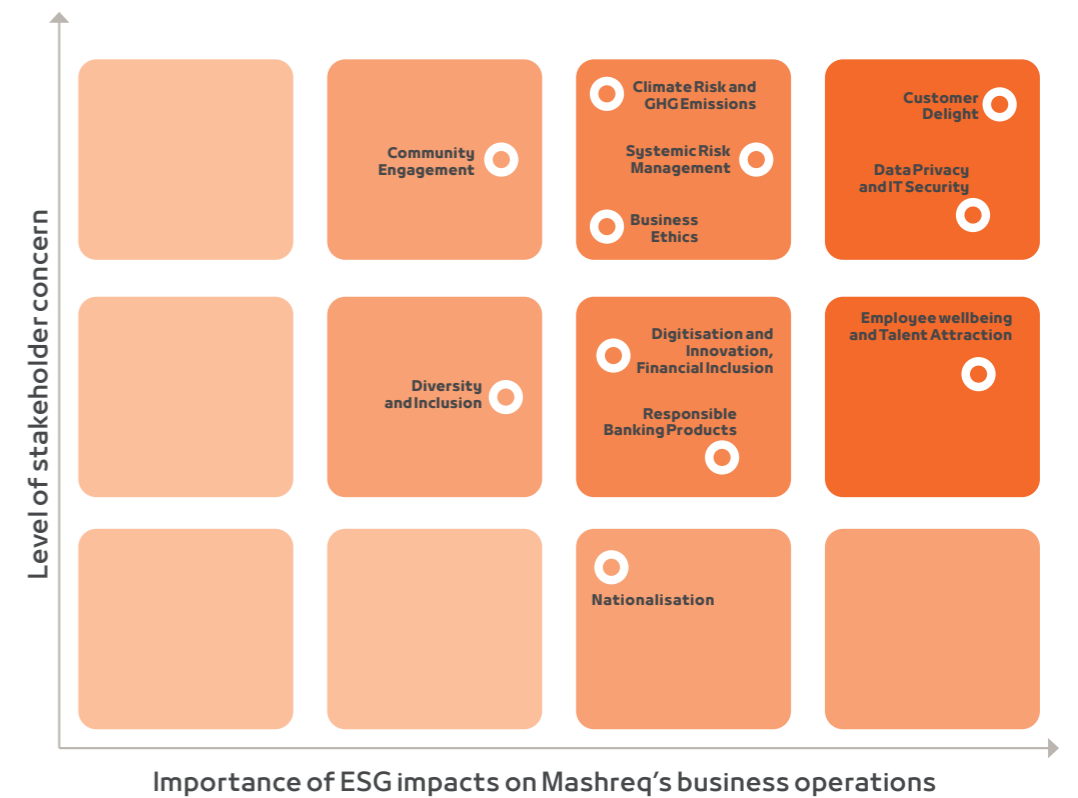 Level of stakeholder concern
Community
Engagement
Climate Risk and
GHG Emissions
Systemic Risk
Management
Business
Ethics
Customer
Delight
Data Privacy
and IT Security
Diversity
and Inclusion
Digitisation and
Innovation,
Financial Inclusion
Responsible
Banking Products
Employee wellbeing
and Talent Attraction
Nationalisation
Importance of ESG impacts on Mashreq's business operations